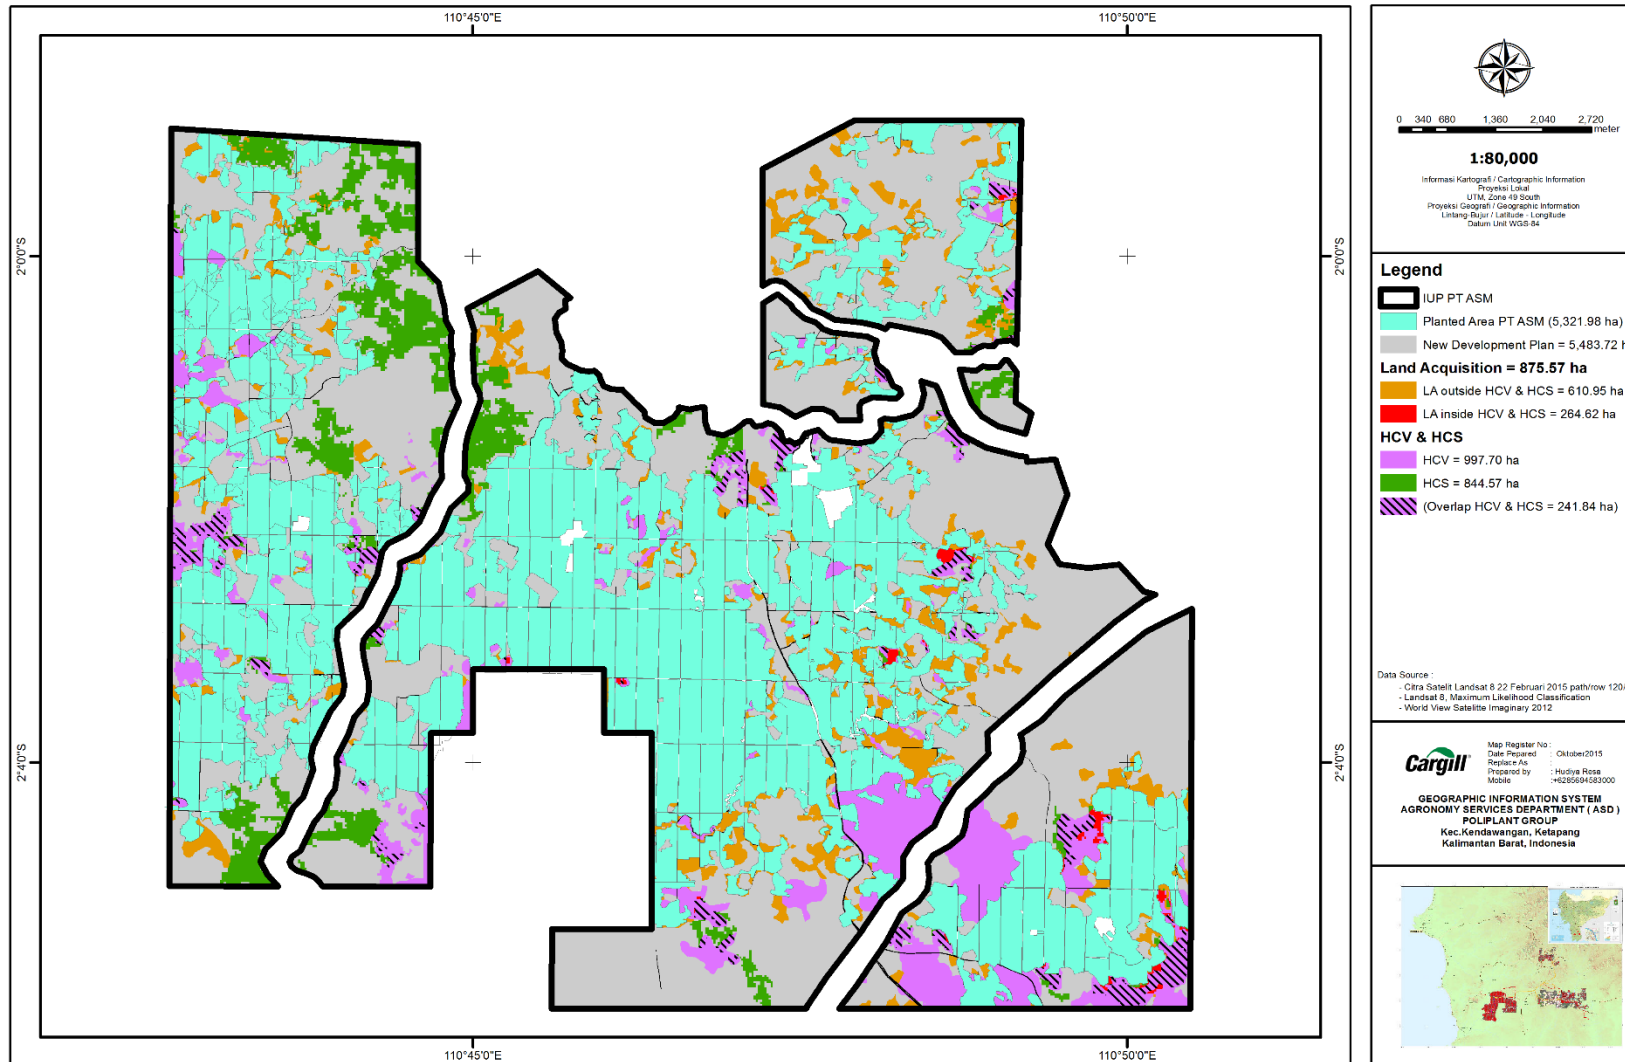 110°45'0"E
110°50'0"E
2°0'0"S
2°0'0"S
2°4'0"S
2°4'0"S
110°45'0"E
110°50'0"E
0 340 680 1,360 2,040 2,720
meter
1:80,000
Informasi Kartografi / Cartographic Information
Proyeksi Lokal
UTM, Zone 49 South
Proyeksi Geografi / Geographic Information
Lintang-Bujur / Latitude - Longitude
Datum Unit WGS-84
Legend
IUP PT ASM
Planted Area PT ASM (5,321.98 ha)
New Development Plan = 5,483.72 h
Land Acquisition = 875.57 ha
LA outside HCV & HCS = 610.95 ha
LA inside HCV & HCS = 264.62 ha
HCV & HCS
HCV = 997.70 ha
HCS = 844.57 ha
(Overlap HCV & HCS = 241.84 ha)
Data Source :
- Citra Satelit Landsat 8 22 Februari 2015 path/row 120/
- Landsat 8, Maximum Likelihood Classification
- World View Satelitte Imaginary 2012
Cargill
Map Register No :
Date Pepared : Oktober2015
Replace As :
Prepared by : Hudiya Resa
Mobile :+6285694583000
GEOGRAPHIC INFORMATION SYSTEM
AGRONOMY SERVICES DEPARTMENT ( ASD )
POLIPLANT GROUP
Kec.Kendawangan, Ketapang
Kalimantan Barat, Indonesia